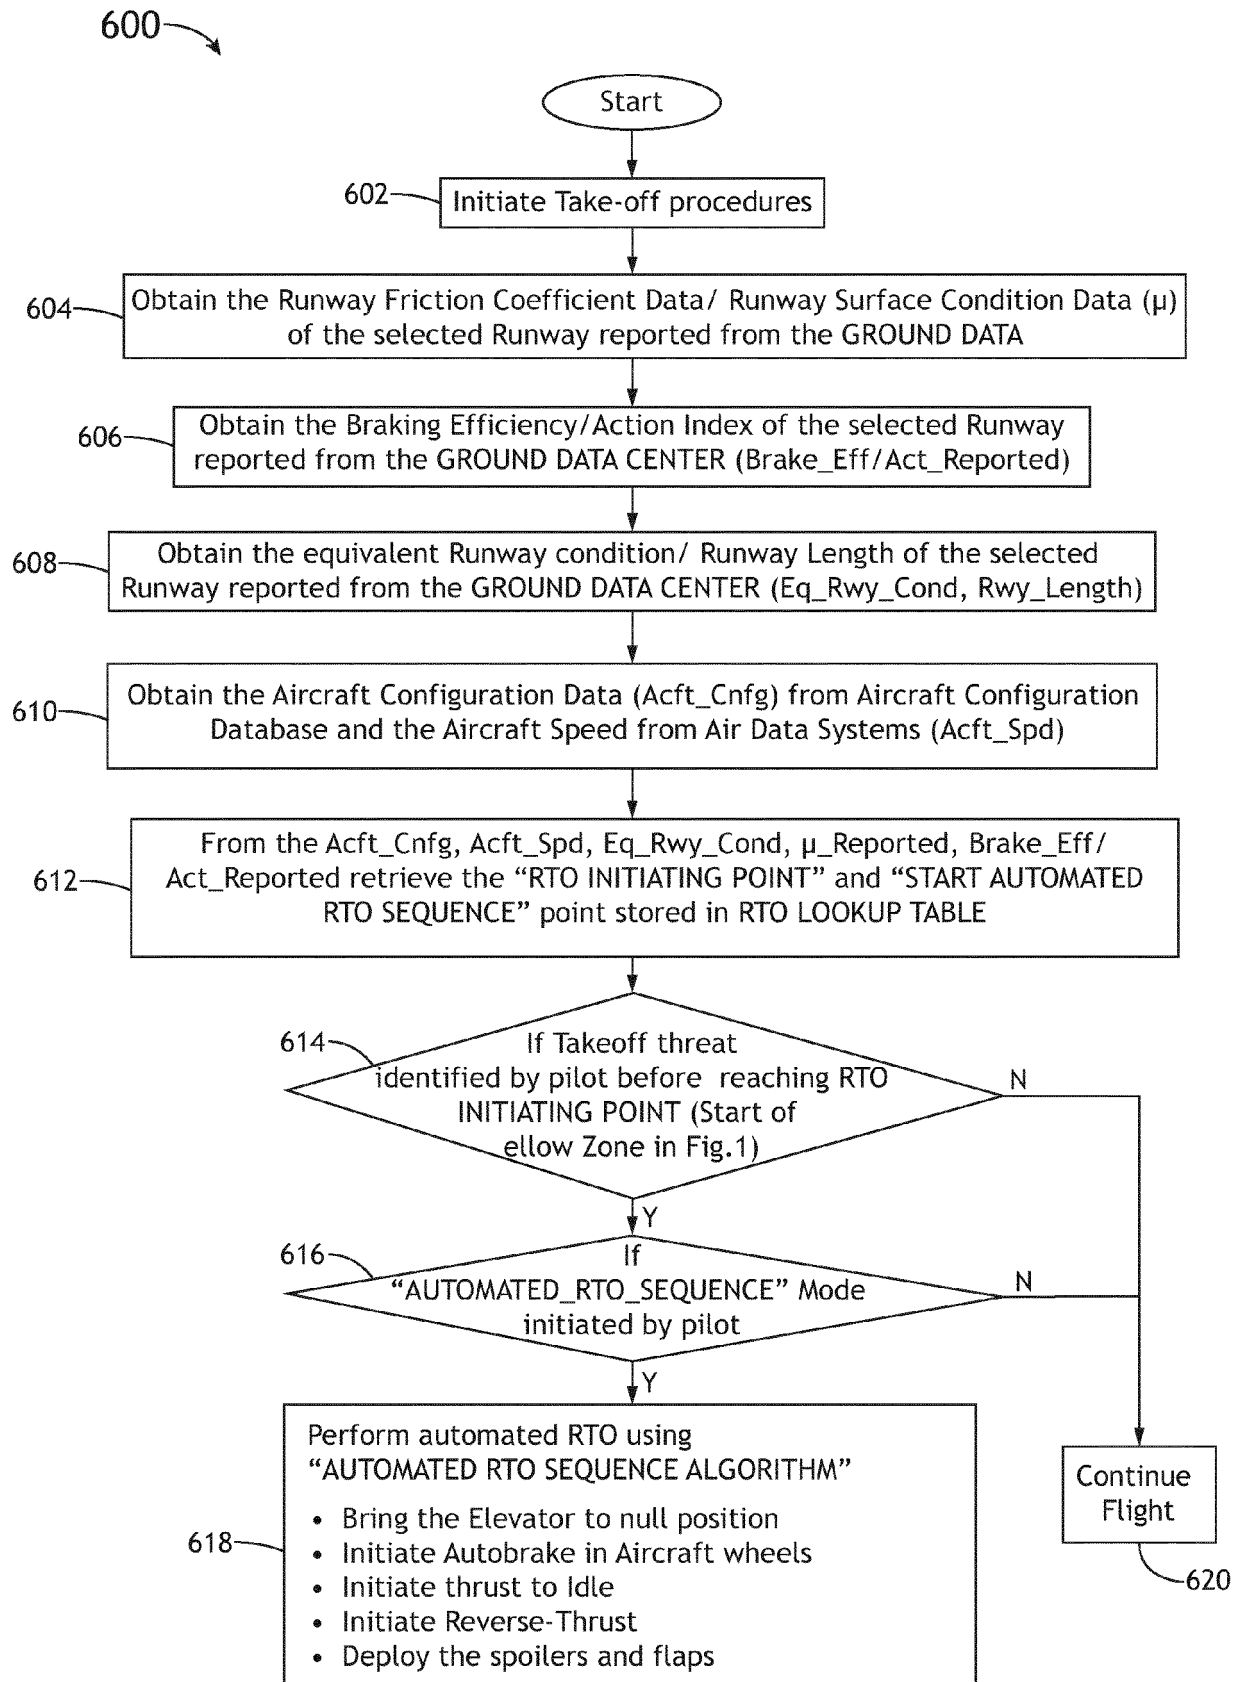 600
Start
602
Initiate Take-off procedures
604
Obtain the Runway Friction Coefficient Data/ Runway Surface Condition Data (µ)
of the selected Runway reported from the GROUND DATA
606
Obtain the Braking Efficiency/Action Index of the selected Runway
reported from the GROUND DATA CENTER (Brake_Eff/Act_Reported)
608
Obtain the equivalent Runway condition/ Runway Length of the selected
Runway reported from the GROUND DATA CENTER (Eq_Rwy_Cond, Rwy_Length)
610
Obtain the Aircraft Configuration Data (Acft_Cnfg) from Aircraft Configuration
Database and the Aircraft Speed from Air Data Systems (Acft_Spd)
612
From the Acft_Cnfg, Acft_Spd, Eq_Rwy_Cond, µ_Reported, Brake_Eff/
Act_Reported retrieve the “RTO INITIATING POINT” and “START AUTOMATED
RTO SEQUENCE” point stored in RTO LOOKUP TABLE
614
If Takeoff threat
identified by pilot before reaching RTO
INITIATING POINT (Start of
ellow Zone in Fig.1)
N
Y
616
If
“AUTOMATED_RTO_SEQUENCE” Mode
initiated by pilot
N
Y
618
Perform automated RTO using
“AUTOMATED RTO SEQUENCE ALGORITHM”
• Bring the Elevator to null position
• Initiate Autobrake in Aircraft wheels
• Initiate thrust to Idle
• Initiate Reverse-Thrust
• Deploy the spoilers and flaps
Continue
Flight
620